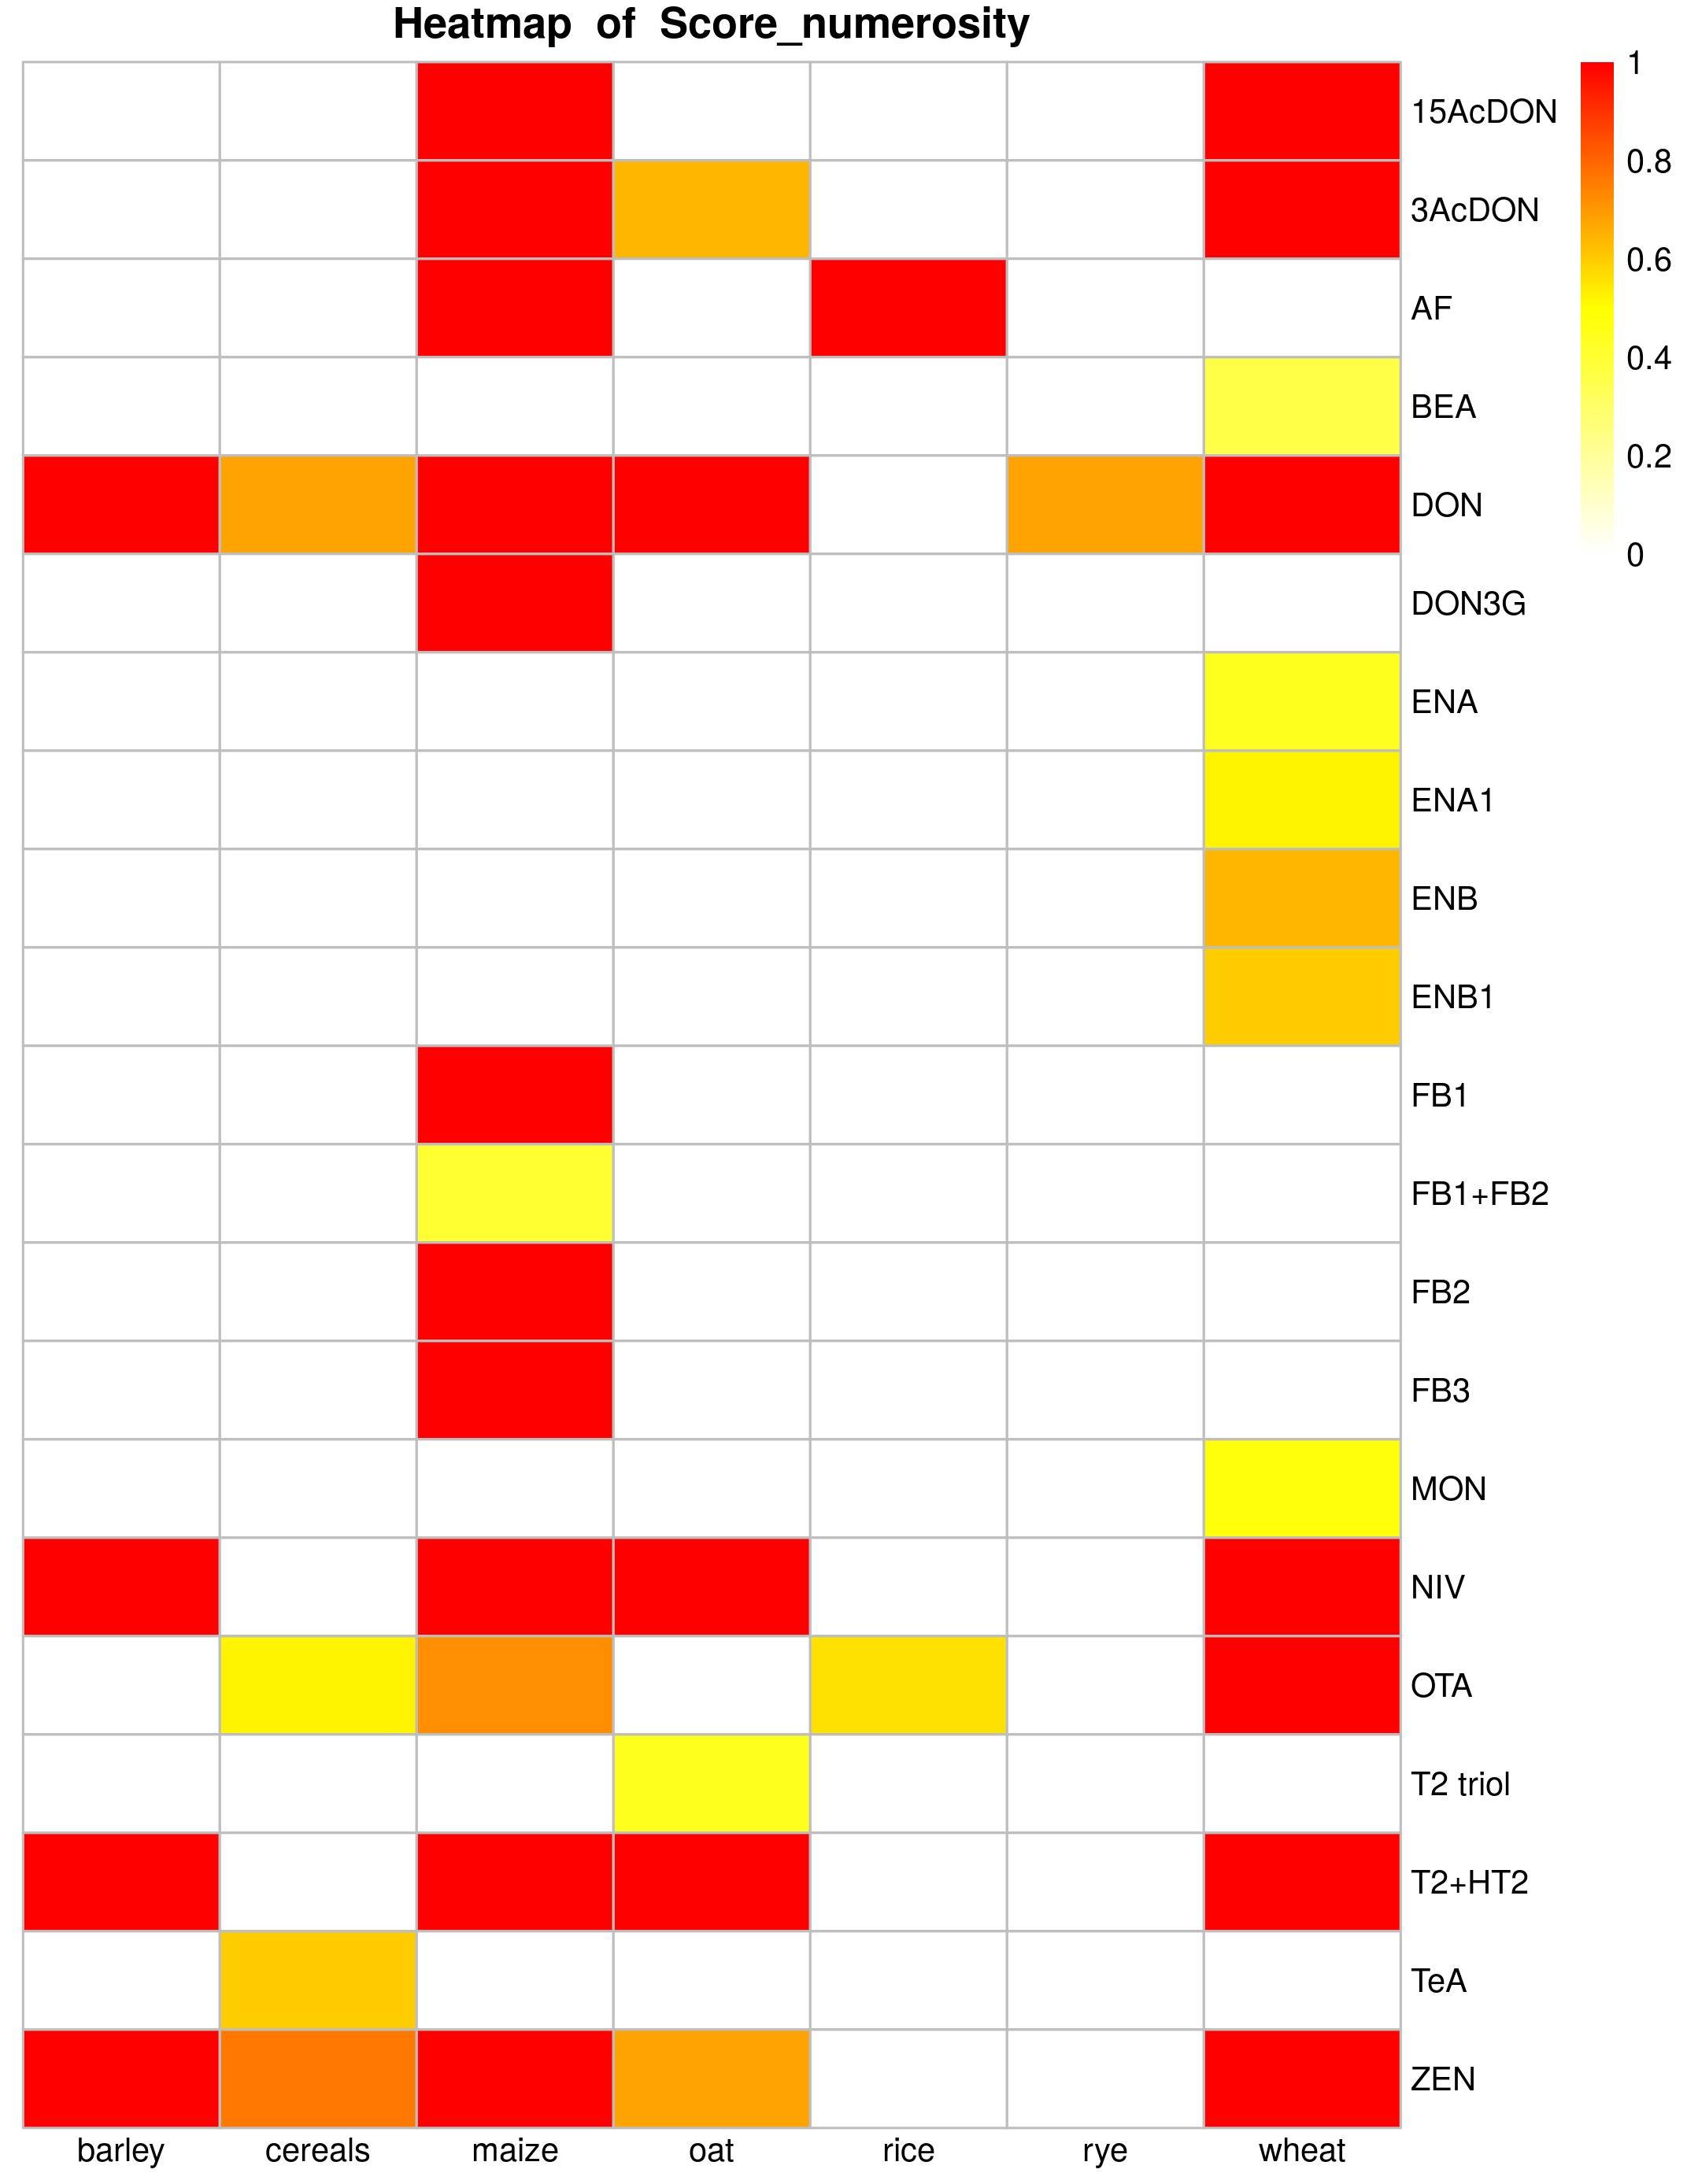 Heatmap of Score_numerosity
15AcDON
3AcDON
AF
BEA
DON
DON3G
ENA
ENA1
ENB
ENB1
FB1
FB1+FB2
FB2
FB3
MON
NIV
OTA
T2 triol
T2+HT2
TeA
ZEN
1
0.8
0.6
0.4
0.2
0
barley cereals maize oat rice rye wheat